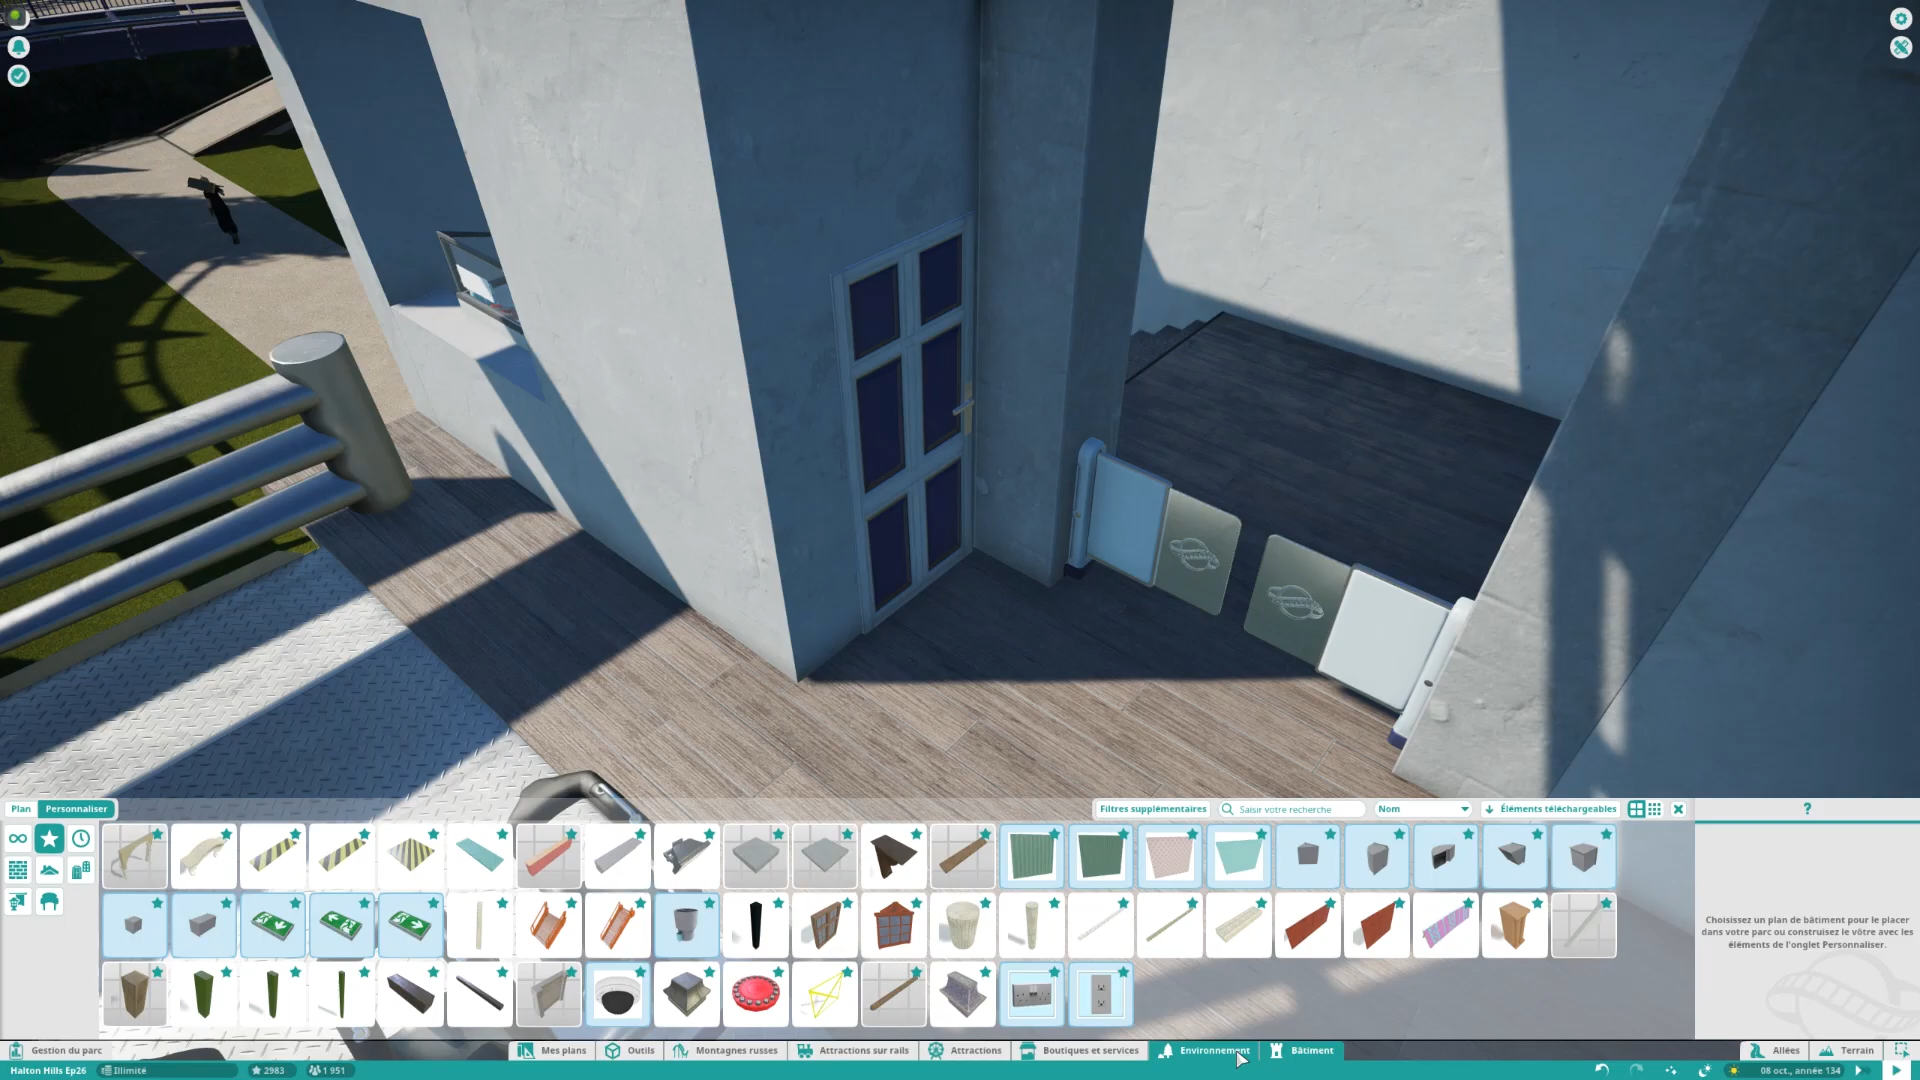 Plan
Personnaliser
Filtres supplémentaires
Saisir votre recherche
Nom
Éléments téléchargeables
?
Choisissez un plan de bâtiment pour le placer
dans votre parc ou construisez le vôtre avec les
éléments de l'onglet Personnaliser.
Gestion du parc
Mes plans
Outils
Montagnes russes
Attractions sur rails
Attractions
Boutiques et services
Environnement
Bâtiment
Allées
Terrain
Halton Hills Ep26
Illimité
2983
1 951
08 oct., année 134